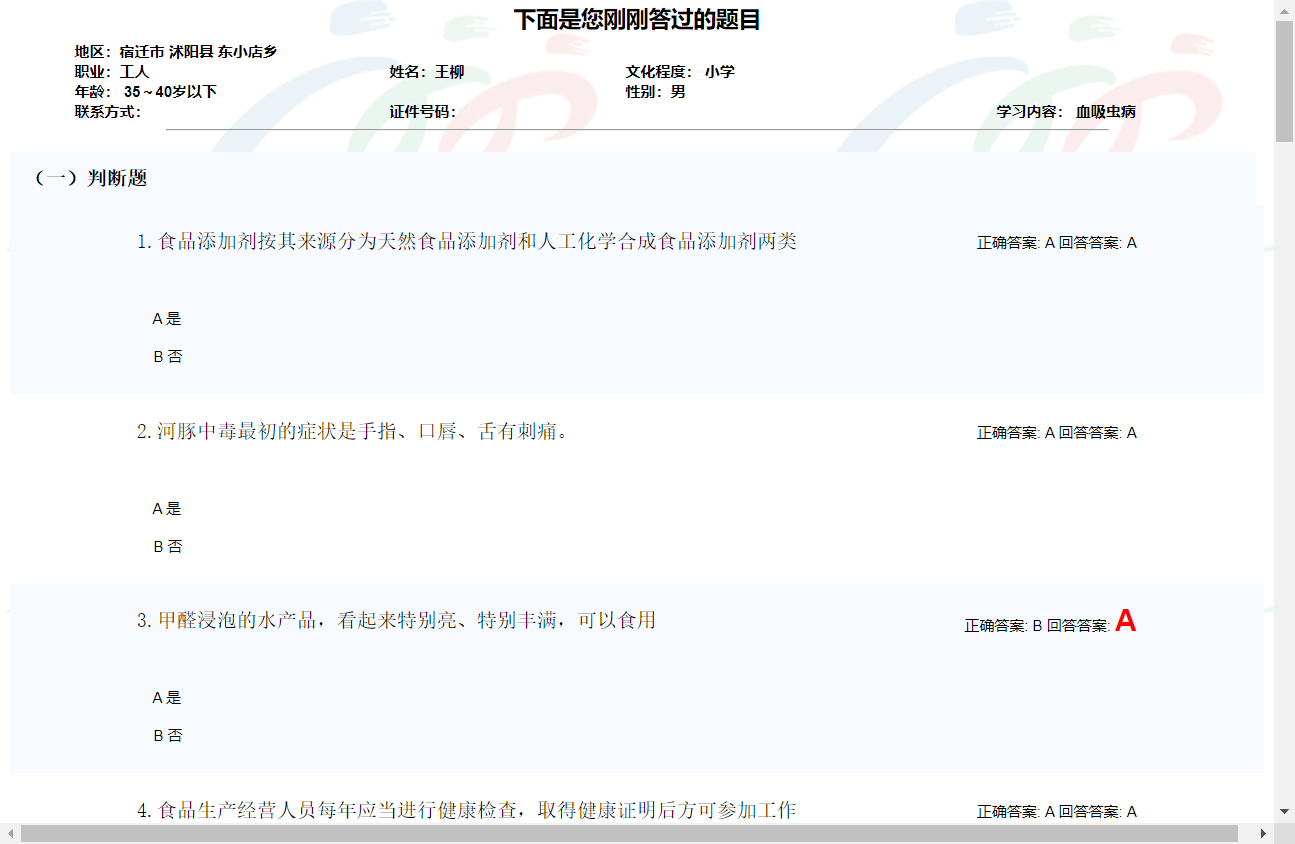 下面是您刚刚答过的题目
地区：宿迁市 沭阳县 东小店乡
职业：工人 姓名：王柳 文化程度： 小学
年龄： 35～40岁以下 性别：男
联系方式： 证件号码： 学习内容： 血吸虫病
（一）判断题
1.食品添加剂按其来源分为天然食品添加剂和人工化学合成食品添加剂两类 正确答案: A 回答答案: A
A 是
B 否
2.河豚中毒最初的症状是手指、口唇、舌有刺痛。 正确答案: A 回答答案: A
A 是
B 否
3.甲醛浸泡的水产品，看起来特别亮、特别丰满，可以食用 正确答案: B 回答答案: A
A 是
B 否
4.食品生产经营人员每年应当进行健康检查，取得健康证明后方可参加工作 正确答案: A 回答答案: A